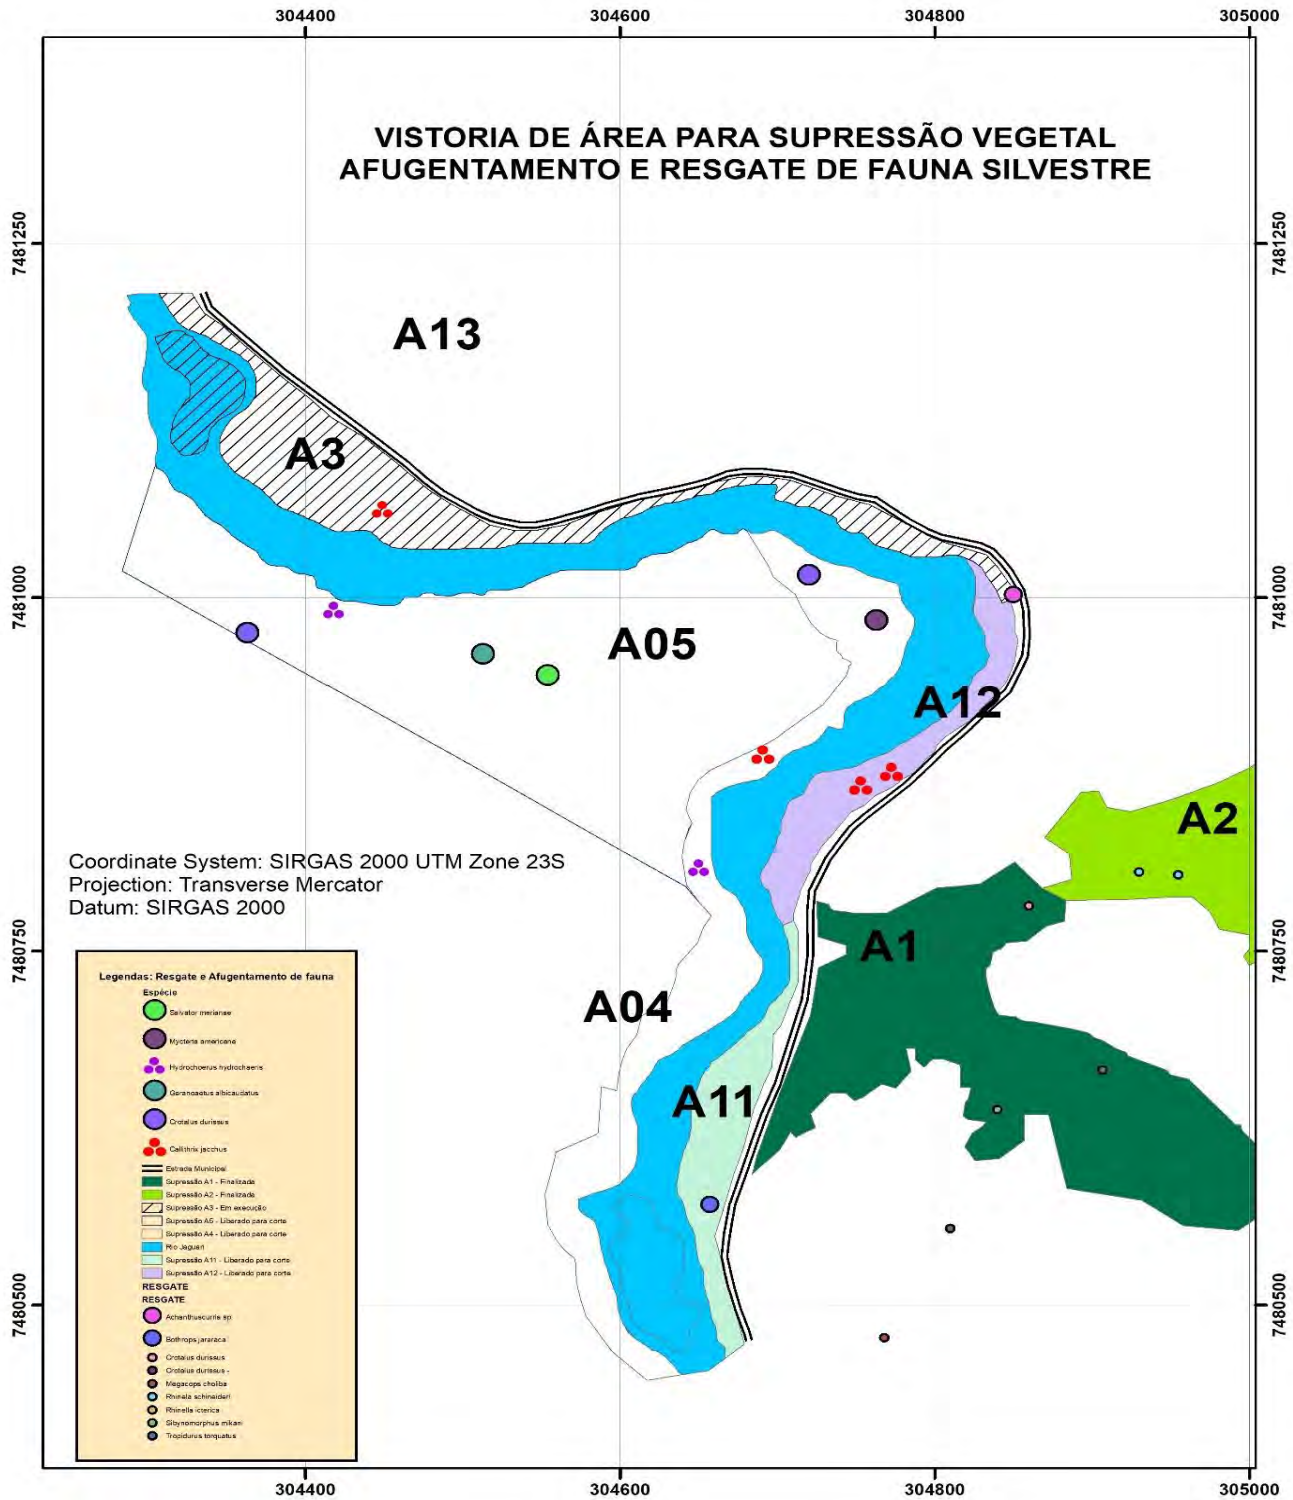 304400 304600 304800 305000
VISTORIA DE ÁREA PARA SUPRESSÃO VEGETAL
AFUGENTAMENTO E RESGATE DE FAUNA SILVESTRE
7481250 7481250
A13
A3
7481000 7481000
A05
A12
A2
Coordinate System: SIRGAS 2000 UTM Zone 23S
Projection: Transverse Mercator
Datum: SIRGAS 2000
7480750 7480750
A1
A04
A11
7480500 7480500
Legendas: Resgate e Afugentamento de fauna
Espécie
Salvator merianae
Mycteria americana
Hydrochoerus hydrochaeris
Geranoaetus albicaudatus
Crotalus durissus
Callithrix jacchus
Estrada Municipal
Supressão A1 - Finalizada
Supressão A2 - Finalizada
Supressão A3 - Em execução
Supressão A5 - Liberado para corte
Supressão A4 - Liberado para corte
Rio Jaguari
Supressão A11 - Liberado para corte
Supressão A12 - Liberado para corte
RESGATE
RESGATE
sp
Bothrops jararaca
Crotalus durissus
Crotalus durissus -
Megacops choliba
Rhinela schineideri
Rhinella icterica
Sibynomorphus mikani
Tropidurus torquatus
304400 304600 304800 305000